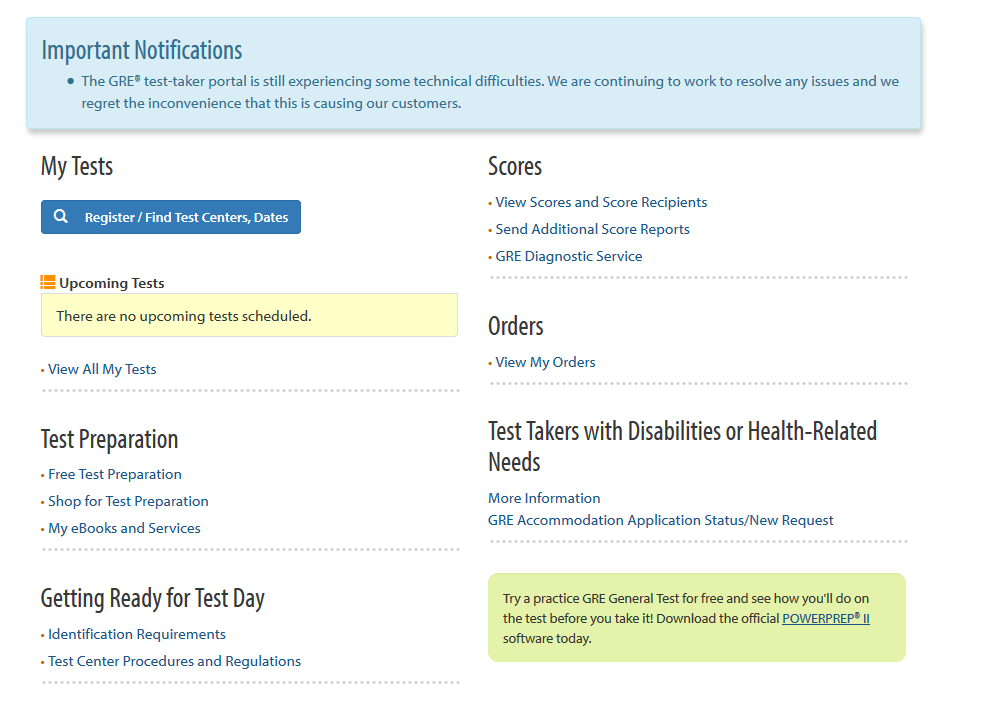 Important Notifications
• The GRE® test-taker portal is still experiencing some technical difficulties. We are continuing to work to resolve any issues and we
regret the inconvenience that this is causing our customers.
My Tests
Register / Find Test Centers, Dates
Upcoming Tests
There are no upcoming tests scheduled.
• View All My Tests
Test Preparation
• Free Test Preparation
• Shop for Test Preparation
• My eBooks and Services
Getting Ready for Test Day
• Identification Requirements
• Test Center Procedures and Regulations
Scores
• View Scores and Score Recipients
• Send Additional Score Reports
• GRE Diagnostic Service
Orders
• View My Orders
Test Takers with Disabilities or Health-Related
Needs
More Information
GRE Accommodation Application Status/New Request
Try a practice GRE General Test for free and see how you'll do on
the test before you take it! Download the official POWERPREP® II
software today.